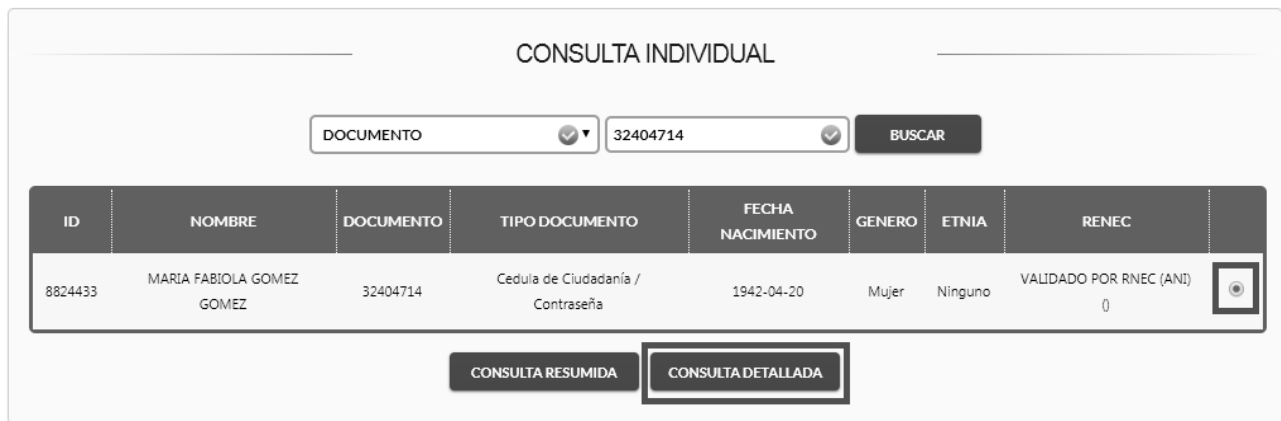 CONSULTA INDIVIDUAL
DOCUMENTO 32404714 BUSCAR
ID NOMBRE DOCUMENTO TIPO DOCUMENTO FECHA NACIMIENTO GENERO ETNIA RENEC
8824433 MARIA FABIOLA GOMEZ GOMEZ 32404714 Cedula de Ciudadanía / Contraseña 1942-04-20 Mujer Ninguno VALIDADO POR RNEC (ANI) ()
CONSULTA RESUMIDA CONSULTA DETALLADA